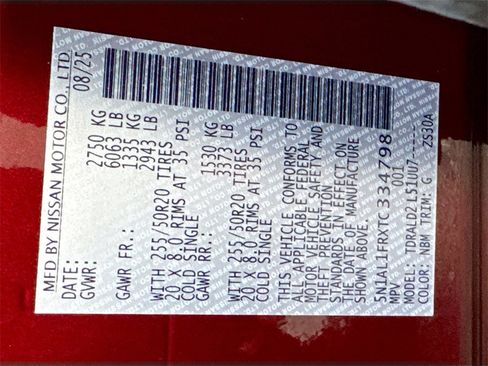 MFD BY NISSAN MOTOR CO., LTD.
DATE: 08/25
GVWR: 2750 KG
6063 LB
GAWR FR.: 1335 KG
2943 LB
WITH 255/50R20 TIRES
20 X 8.0 RIMS AT 35 PSI
COLD SINGLE
GAWR RR.: 1530 KG
3373 LB
WITH 255/50R20 TIRES
20 X 8.0 RIMS AT 35 PSI
COLD SINGLE
THIS VEHICLE CONFORMS TO
ALL APPLICABLE FEDERAL
MOTOR VEHICLE SAFETY AND
THEFT PREVENTION
STANDARDS IN EFFECT ON
THE DATE OF MANUFACTURE
SHOWN ABOVE.
5N1AL1FRXTC334798
MPV 001
MODEL: TDRALDZ L51UU7-----
COLOR: NBM TRIM: G ZS30A